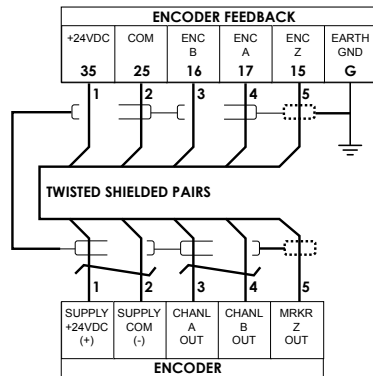 ENCODER FEEDBACK
+24VDC COM ENC B ENC A ENC Z EARTH GND
35 25 16 17 15 G
1 2 3 4 5
TWISTED SHIELDED PAIRS
1 2 3 4 5
SUPPLY +24VDC (+) SUPPLY COM (-) CHANL A OUT CHANL B OUT MRKR Z OUT
ENCODER